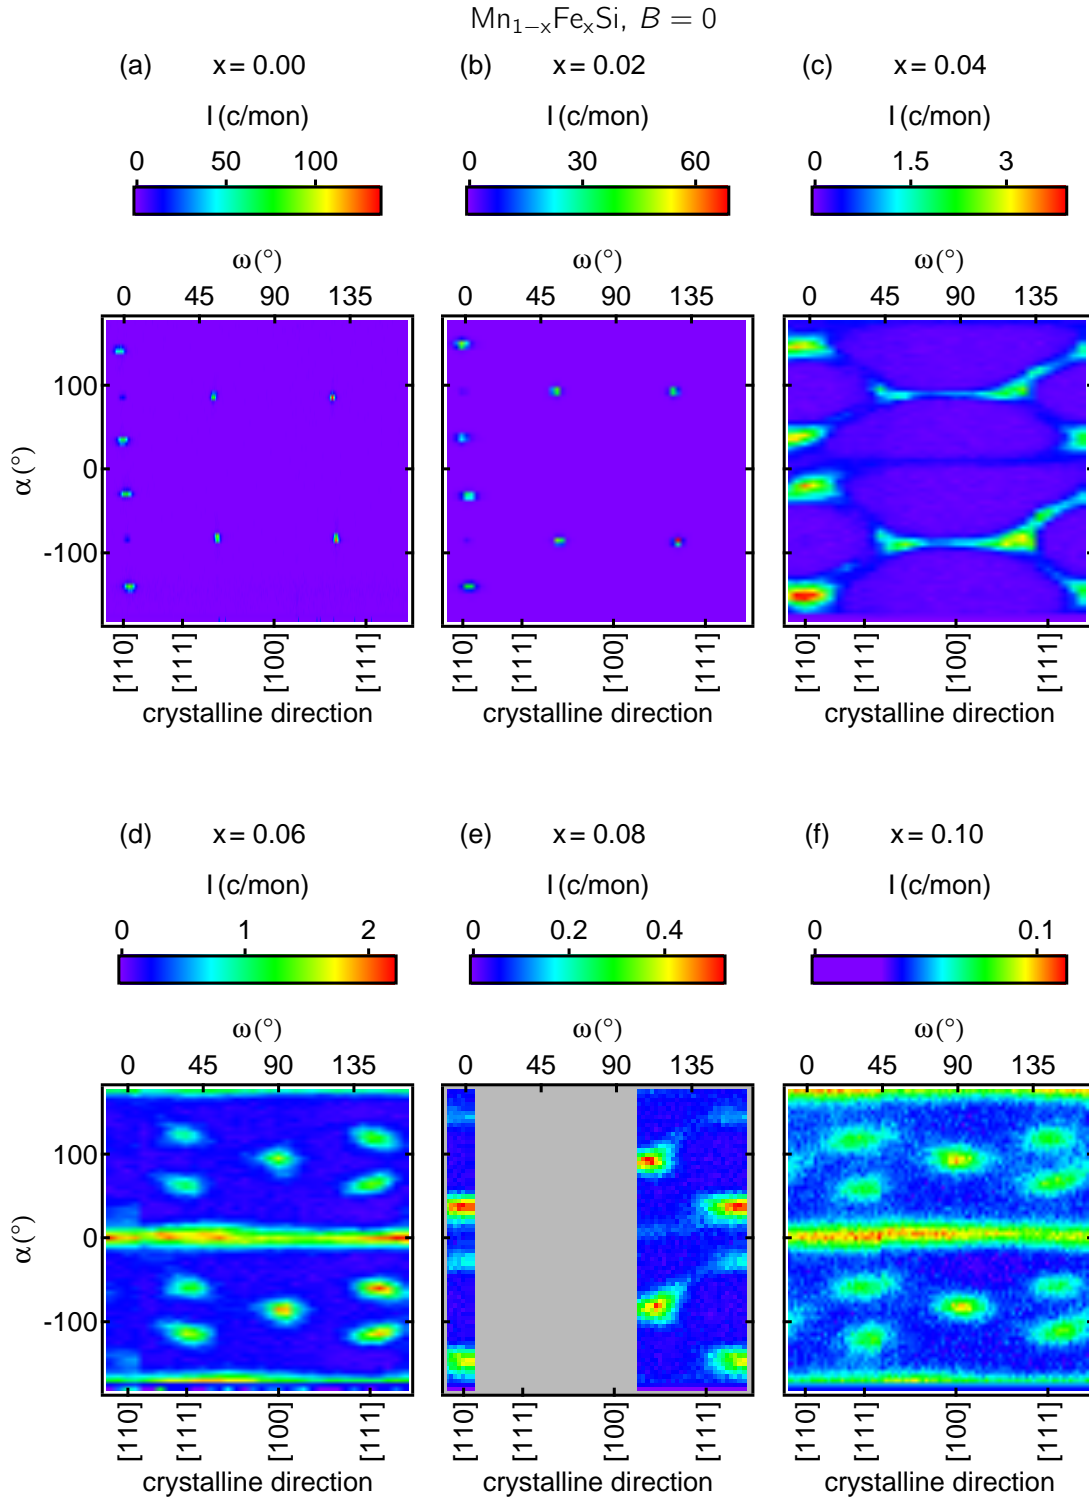 Mn₁₋ₓFeₓSi, B = 0
(a) x = 0.00 (b) x = 0.02 (c) x = 0.04
I (c/mon) I (c/mon) I (c/mon)
0 50 100 0 30 60 0 1.5 3
ω(°) ω(°) ω(°)
0 45 90 135 0 45 90 135 0 45 90 135
100
0
-100
α(°)
[110] [111] [100] [111] [110] [111] [100] [111] [110] [111] [100] [111]
crystalline direction crystalline direction crystalline direction
(d) x = 0.06 (e) x = 0.08 (f) x = 0.10
I (c/mon) I (c/mon) I (c/mon)
0 1 2 0 0.2 0.4 0 0.1
ω(°) ω(°) ω(°)
0 45 90 135 0 45 90 135 0 45 90 135
100
0
-100
α(°)
[110] [111] [100] [111] [110] [111] [100] [111] [110] [111] [100] [111]
crystalline direction crystalline direction crystalline direction